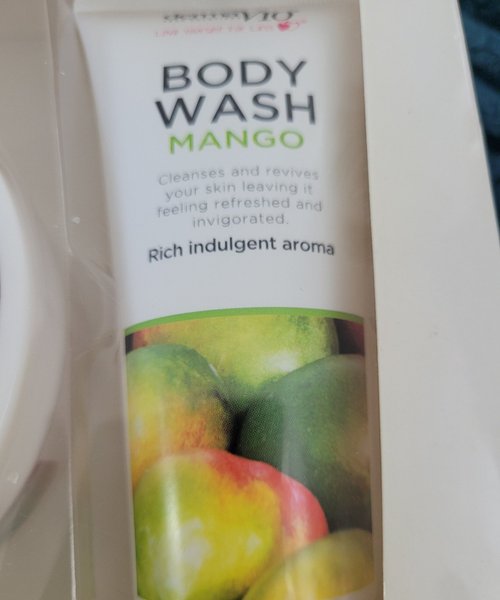 BODY
WASH
MANGO
Cleanses and revives
your skin leaving it
feeling refreshed and
invigorated.
Rich indulgent aroma